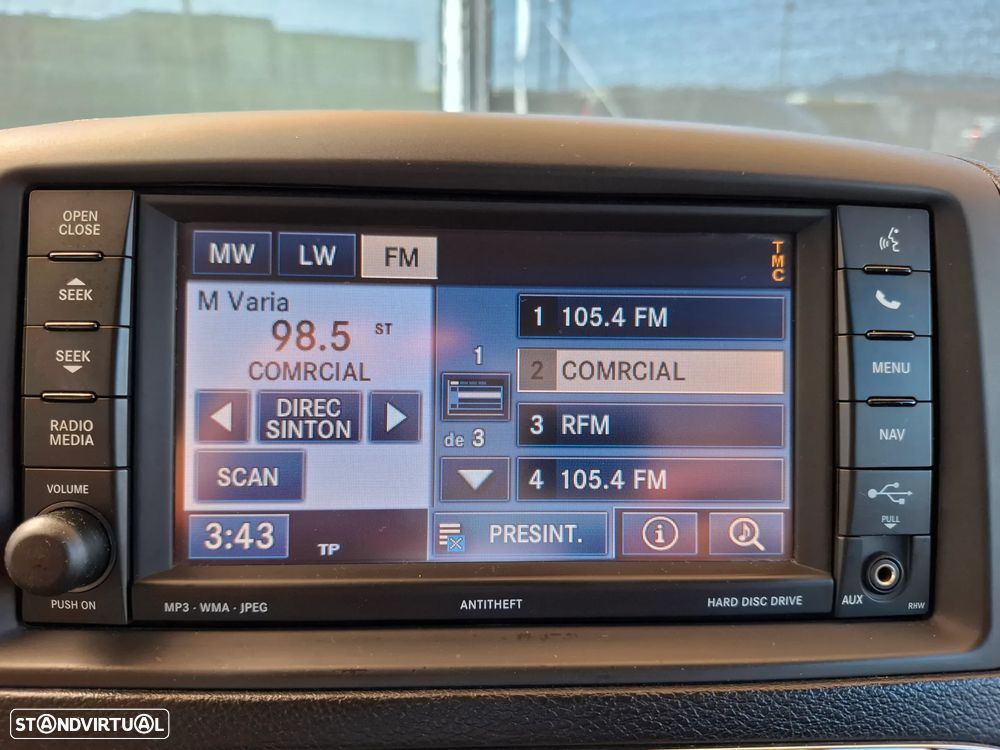 OPEN
CLOSE
SEEK
SEEK
RADIO
MEDIA
VOLUME
PUSH ON
MW LW FM
TMC
M Varia
98.5 ST
COMRCIAL
DIREC
SINTON
SCAN
3:43 TP
1
de 3
1 105.4 FM
2 COMRCIAL
3 RFM
4 105.4 FM
PRESINT.
i
MENU
NAV
PULL
AUX
RHW
MP3 · WMA · JPEG
ANTITHEFT
HARD DISC DRIVE
STANDVIRTUAL